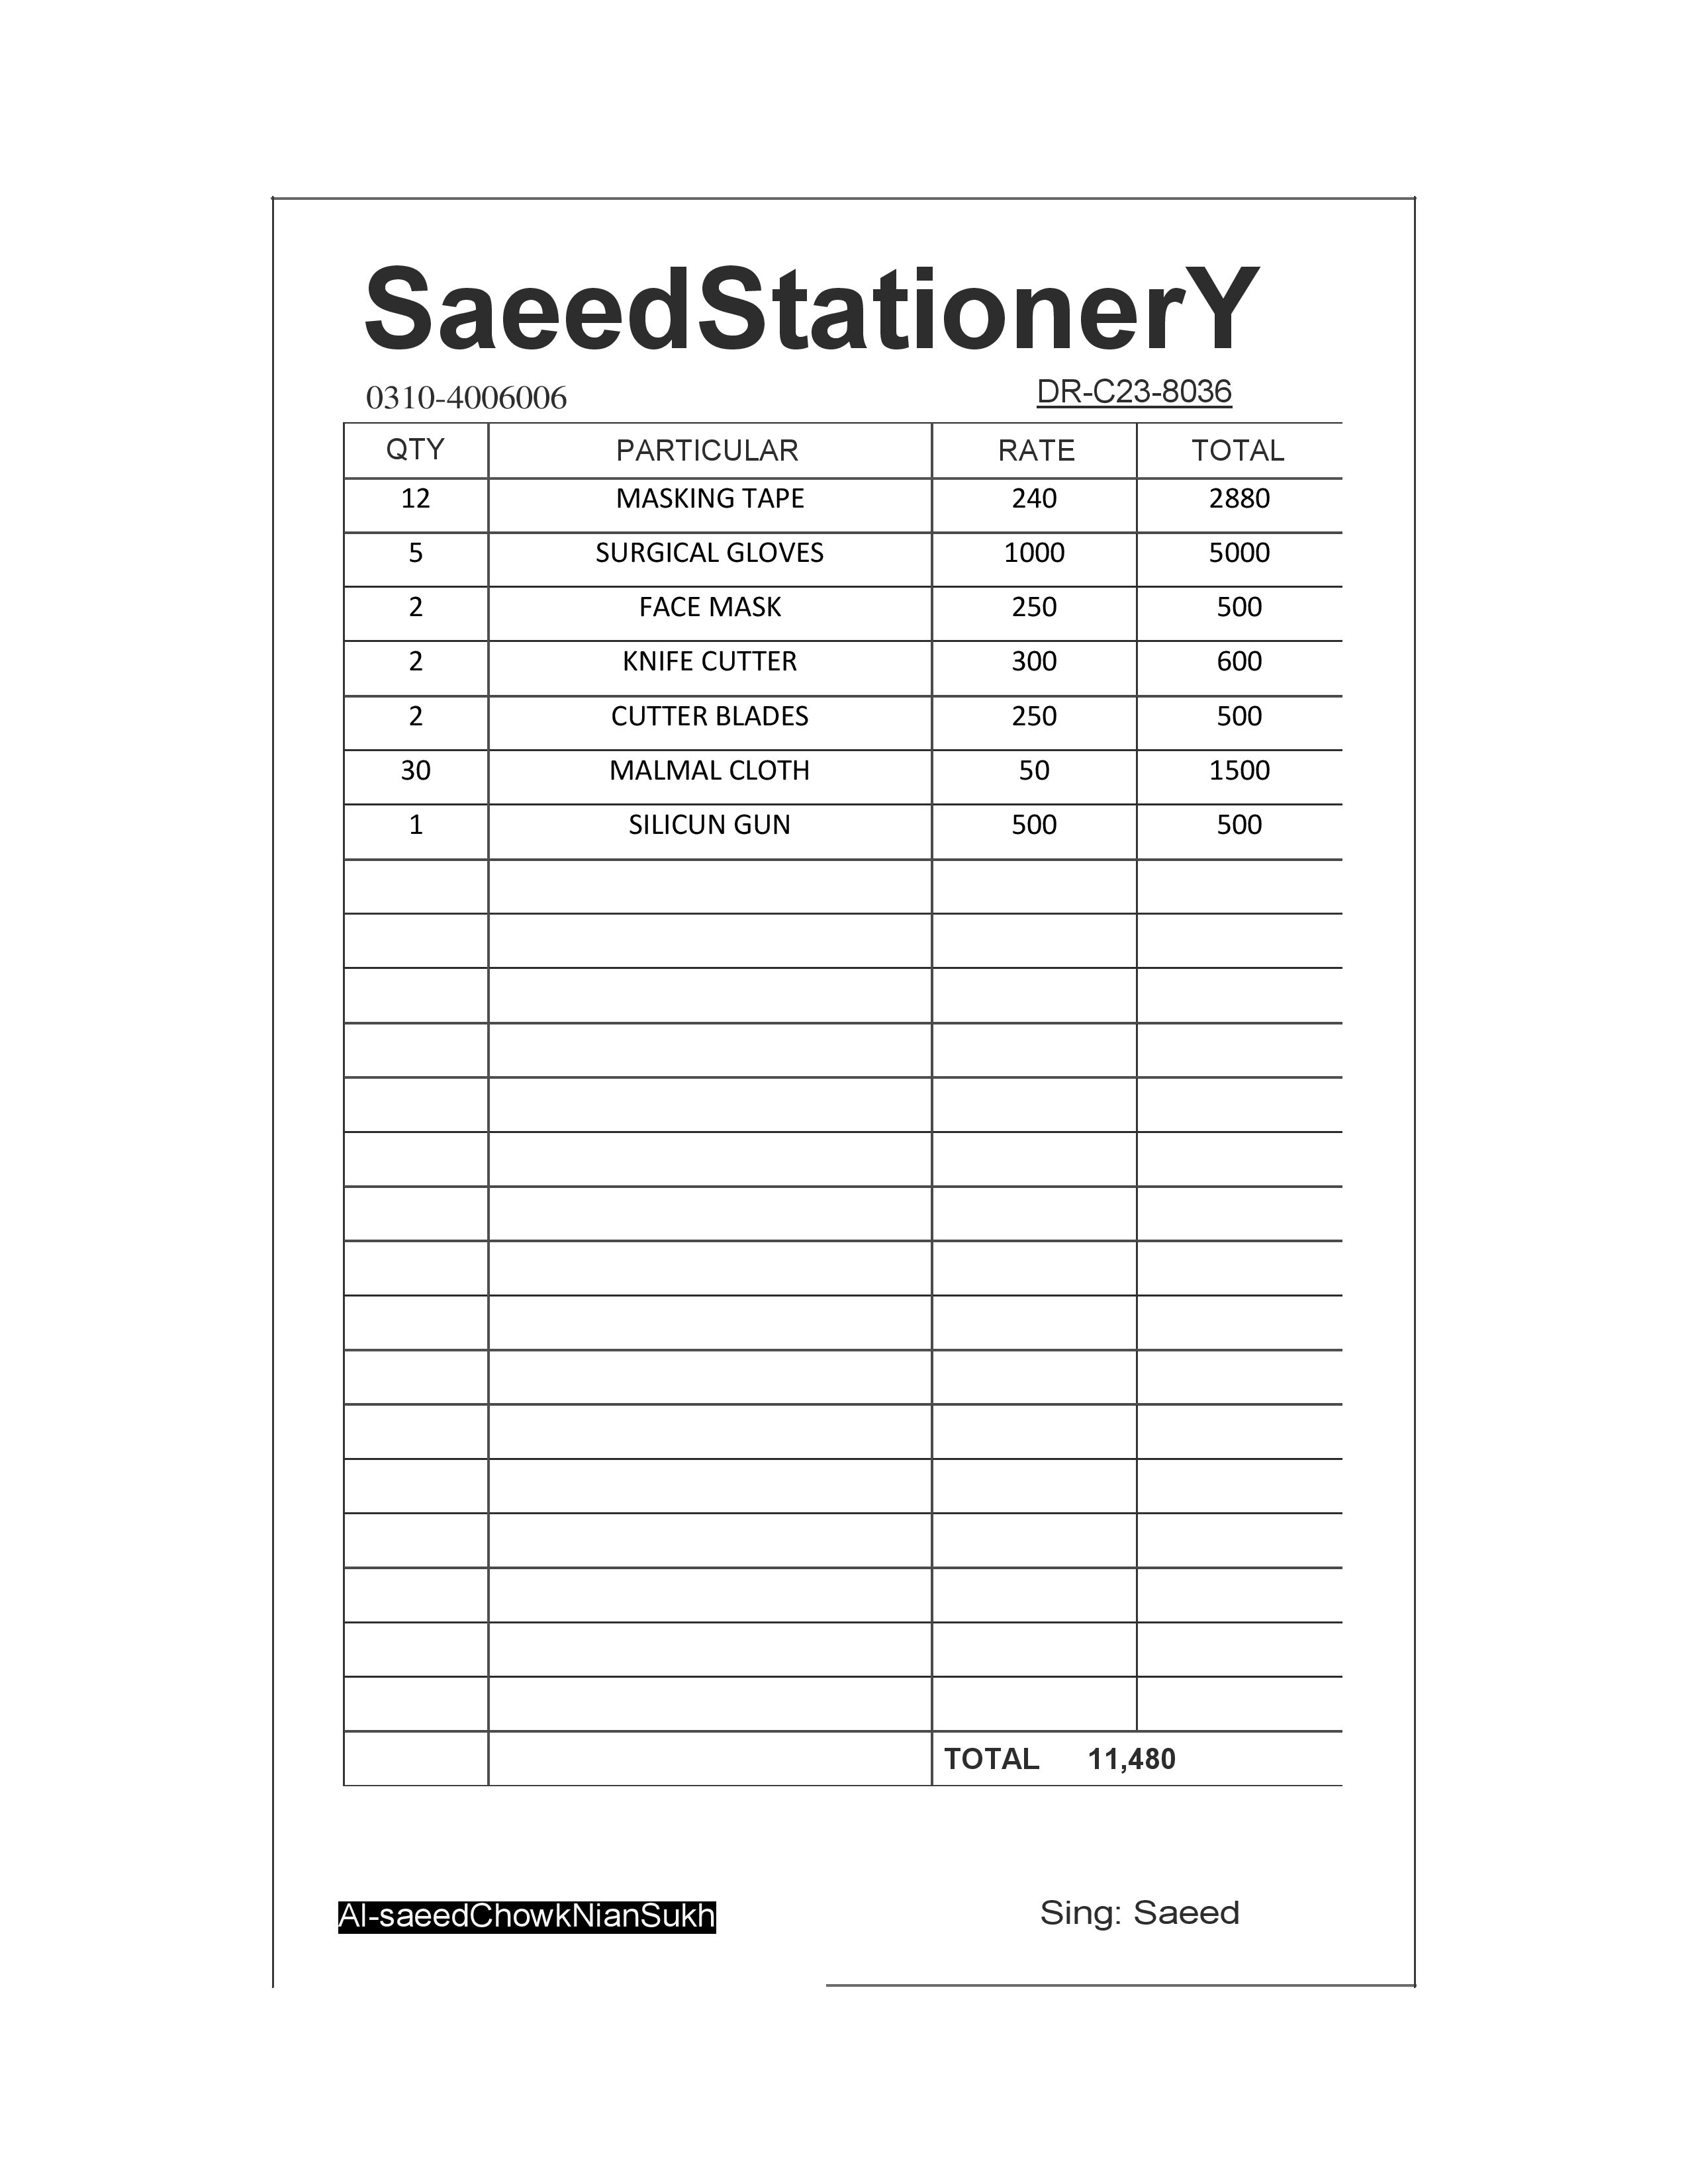 SaeedStationerY
0310-4006006 DR-C23-8036
QTY PARTICULAR RATE TOTAL
12 MASKING TAPE 240 2880
5 SURGICAL GLOVES 1000 5000
2 FACE MASK 250 500
2 KNIFE CUTTER 300 600
2 CUTTER BLADES 250 500
30 MALMAL CLOTH 50 1500
1 SILICUN GUN 500 500
TOTAL 11,480
Al-saeedChowkNianSukh Sing: Saeed